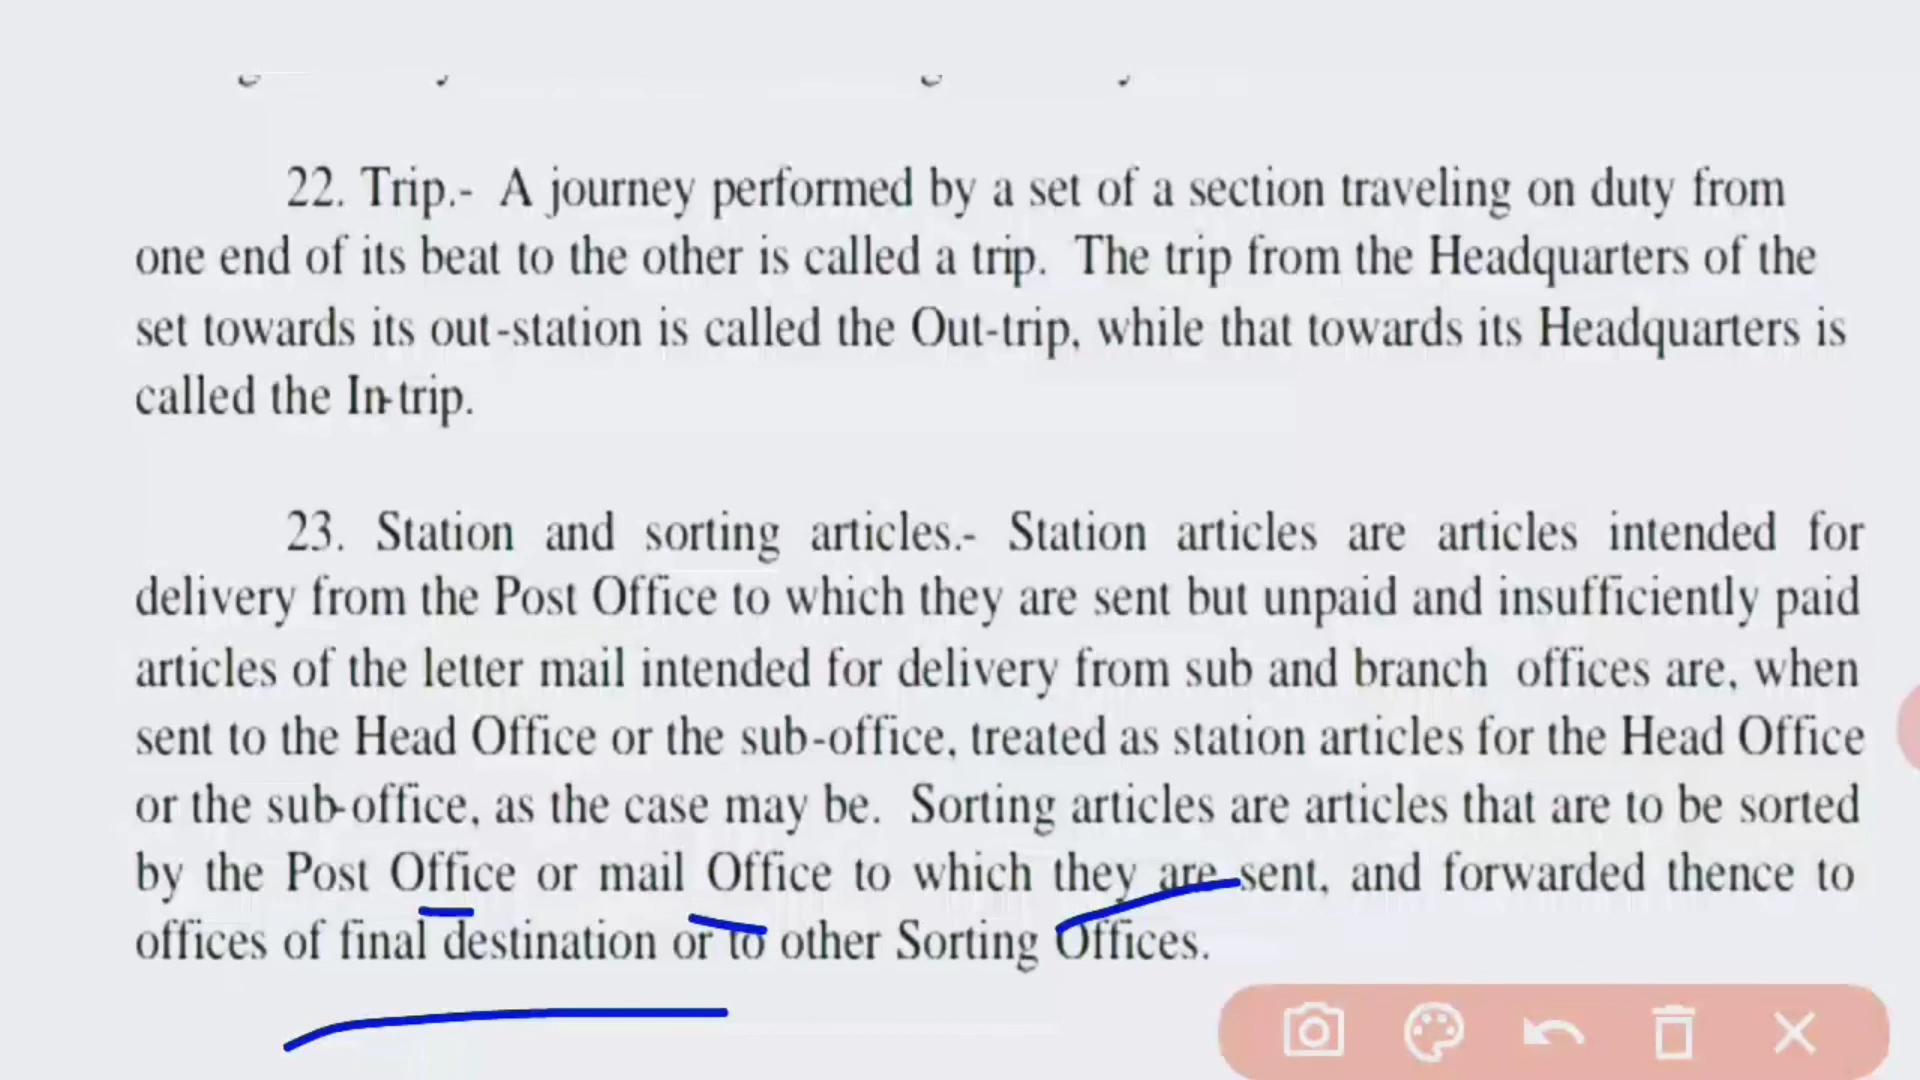 22. Trip.- A journey performed by a set of a section traveling on duty from
one end of its beat to the other is called a trip. The trip from the Headquarters of the
set towards its out-station is called the Out-trip, while that towards its Headquarters is
called the In-trip.
23. Station and sorting articles.- Station articles are articles intended for
delivery from the Post Office to which they are sent but unpaid and insufficiently paid
articles of the letter mail intended for delivery from sub and branch offices are, when
sent to the Head Office or the sub-office, treated as station articles for the Head Office
or the sub-office, as the case may be. Sorting articles are articles that are to be sorted
by the Post Office or mail Office to which they are sent, and forwarded thence to
offices of final destination or to other Sorting Offices.